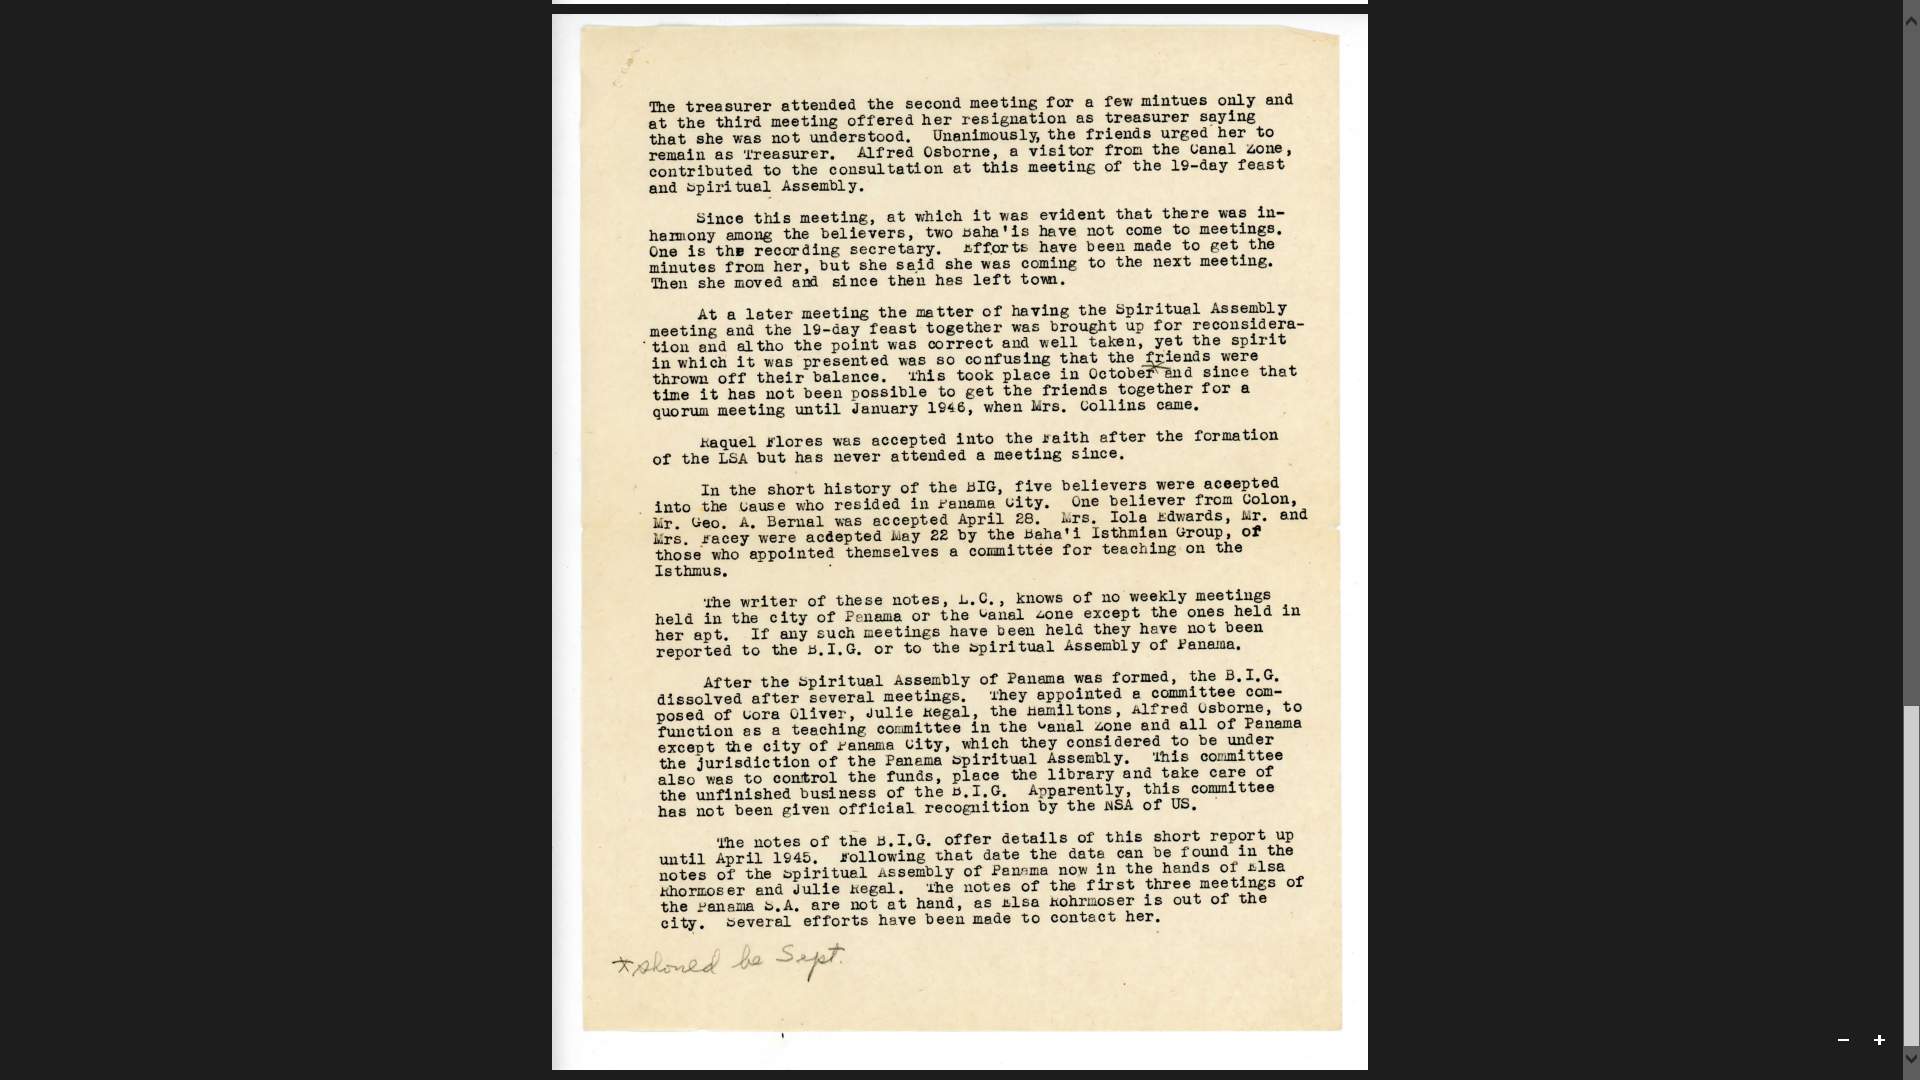 The treasurer attended the second meeting for a few mintues only and
at the third meeting offered her resignation as treasurer saying
that she was not understood.  Unanimously, the friends urged her to
remain as Treasurer.  Alfred Osborne, a visitor from the Canal Zone,
contributed to the consultation at this meeting of the 19-day feast
and Spiritual Assembly.
Since this meeting, at which it was evident that there was in-
harmony among the believers, two Baha'is have not come to meetings.
One is the recording secretary.  Efforts have been made to get the
minutes from her, but she said she was coming to the next meeting.
Then she moved and since then has left town.
At a later meeting the matter of having the Spiritual Assembly
meeting and the 19-day feast together was brought up for reconsidera-
tion and altho the point was correct and well taken, yet the spirit
in which it was presented was so confusing that the friends were
thrown off their balance.  This took place in October* and since that
time it has not been possible to get the friends together for a
quorum meeting until January 1946, when Mrs. Collins came.
Raquel Flores was accepted into the Faith after the formation
of the LSA but has never attended a meeting since.
In the short history of the BIG, five believers were accepted
into the Cause who resided in Panama City.  One believer from Colon,
Mr. Geo. A. Bernal was accepted April 28.  Mrs. Iola Edwards, Mr. and
Mrs. Facey were accepted May 22 by the Baha'i Isthmian Group, of
those who appointed themselves a committee for teaching on the
Isthmus.
The writer of these notes, L.C., knows of no weekly meetings
held in the city of Panama or the Canal Zone except the ones held in
her apt.  If any such meetings have been held they have not been
reported to the B.I.G. or to the Spiritual Assembly of Panama.
After the Spiritual Assembly of Panama was formed, the B.I.G.
dissolved after several meetings.  They appointed a committee com-
posed of Cora Oliver, Julie Regal, the Hamiltons, Alfred Osborne, to
function as a teaching committee in the Canal Zone and all of Panama
except the city of Panama City, which they considered to be under
the jurisdiction of the Panama Spiritual Assembly.  This committee
also was to control the funds, place the library and take care of
the unfinished business of the B.I.G.  Apparently, this committee
has not been given official recognition by the NSA of US.
The notes of the B.I.G. offer details of this short report up
until April 1945.  Following that date the data can be found in the
notes of the Spiritual Assembly of Panama now in the hands of Elsa
Rhormoser and Julie Regal.  The notes of the first three meetings of
the Panama S.A. are not at hand, as Elsa Rohrmoser is out of the
city.  Several efforts have been made to contact her.
*shoued be Sept.